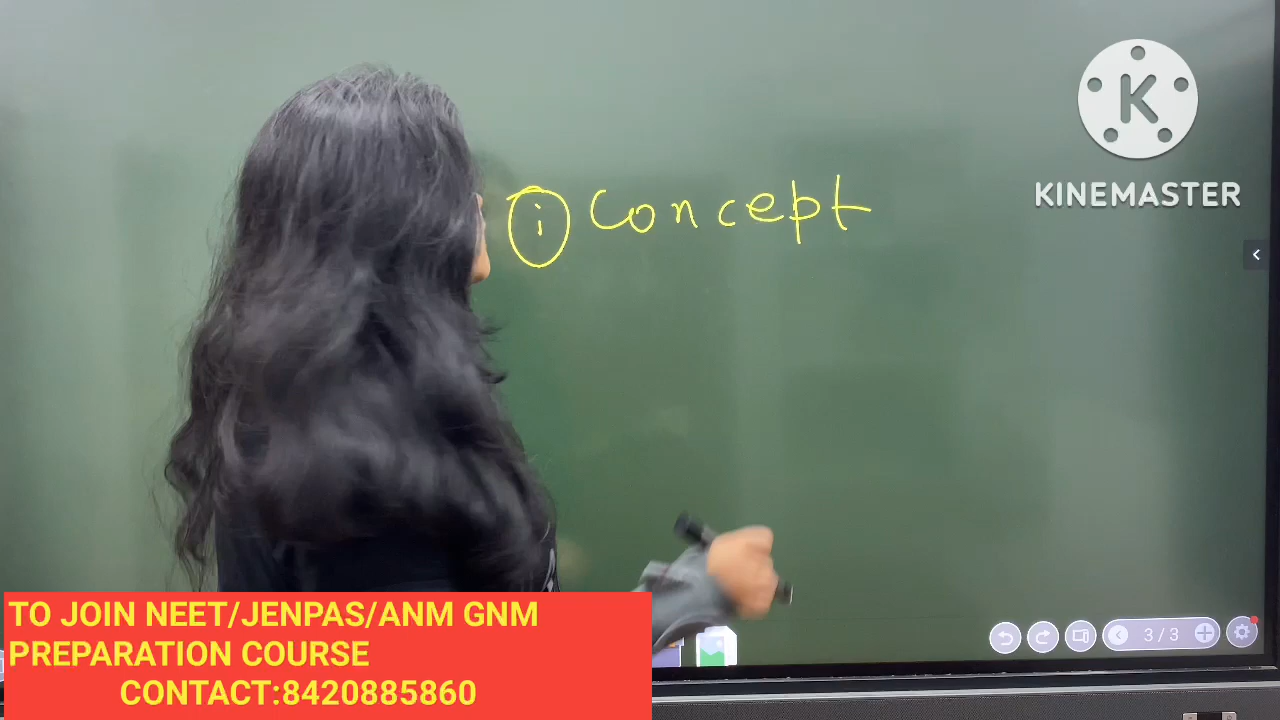 i concept
K
KINEMASTER
3/3
TO JOIN NEET/JENPAS/ANM GNM
PREPARATION COURSE
CONTACT:8420885860